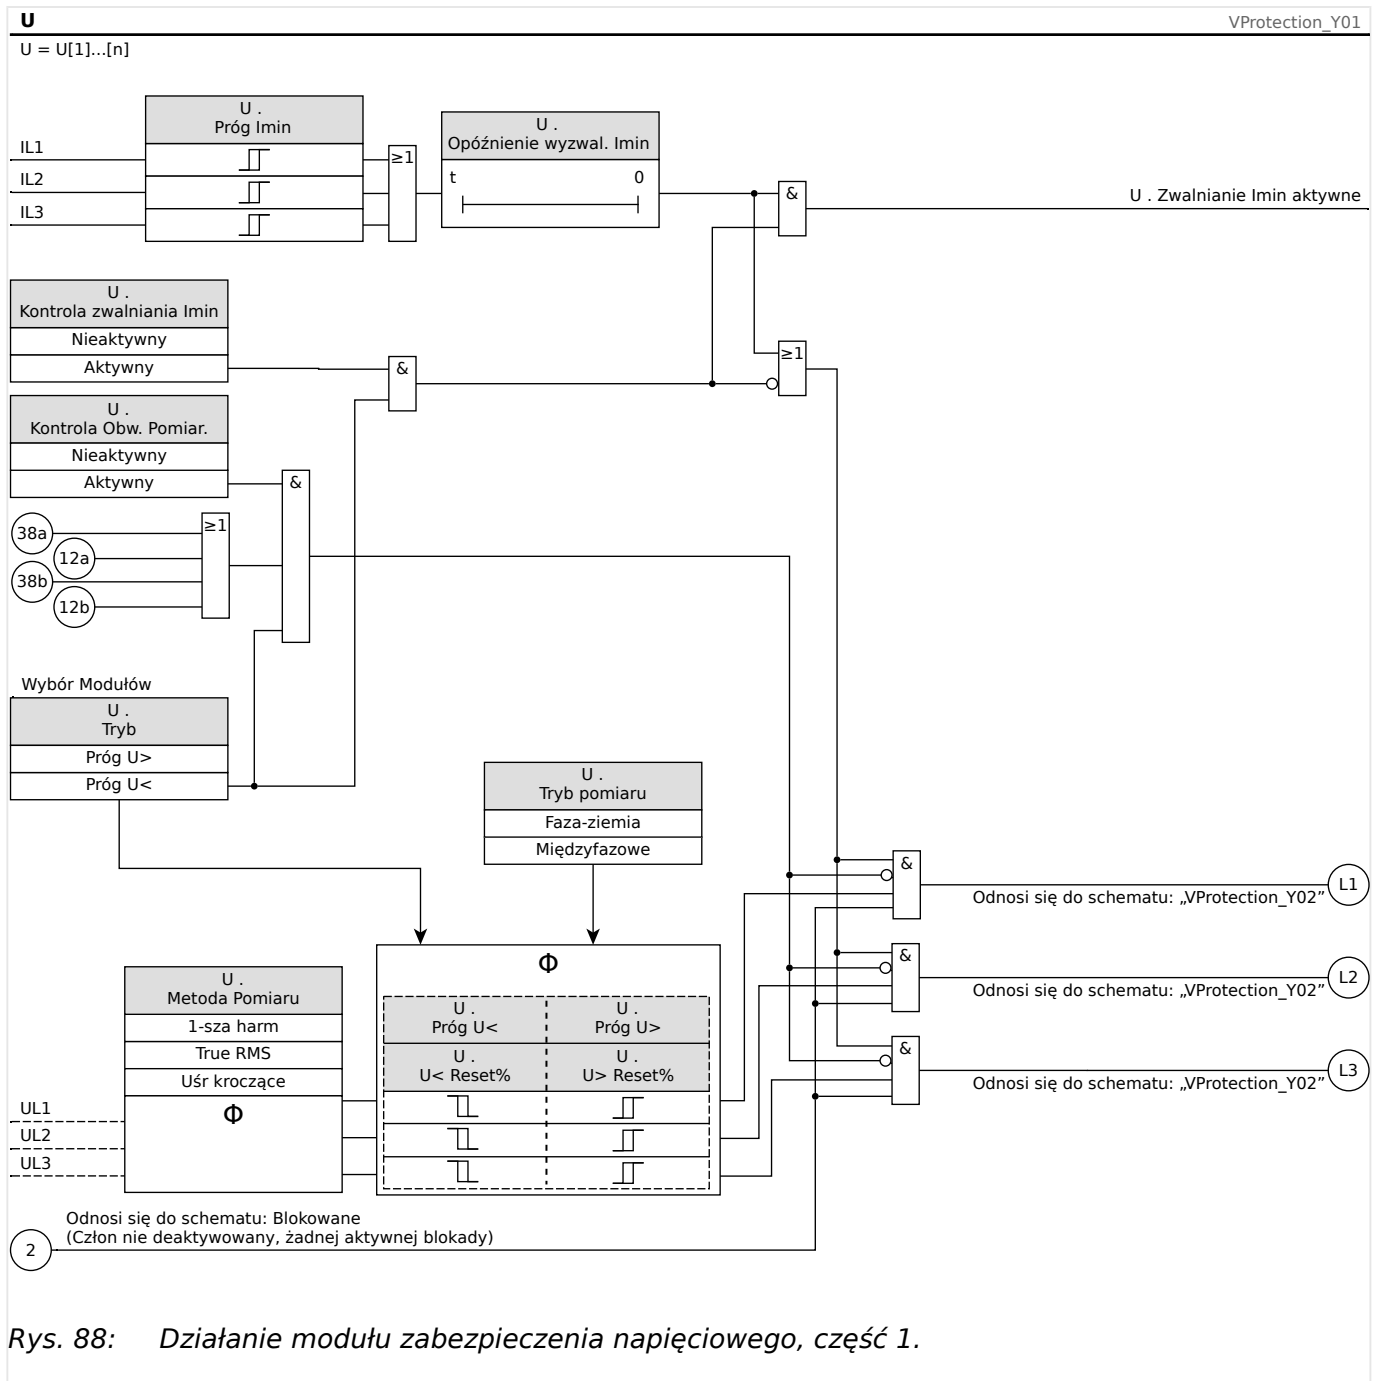 U
VProtection_Y01
U = U[1]...[n]
U .
Próg Imin
IL1
IL2
IL3
≥1
U .
Opóźnienie wyzwal. Imin
t
0
&
U . Zwalnianie Imin aktywne
U .
Kontrola zwalniania Imin
Nieaktywny
Aktywny
&
≥1
U .
Kontrola Obw. Pomiar.
Nieaktywny
Aktywny
&
38a
12a
38b
12b
≥1
Wybór Modułów
U .
Tryb
Próg U>
Próg U<
U .
Tryb pomiaru
Faza-ziemia
Międzyfazowe
&
L1
Odnosi się do schematu: „VProtection_Y02”
&
L2
Odnosi się do schematu: „VProtection_Y02”
&
L3
Odnosi się do schematu: „VProtection_Y02”
Φ
U .
Próg U<
U .
Próg U>
U .
U< Reset%
U .
U> Reset%
U .
Metoda Pomiaru
1-sza harm
True RMS
Uśr kroczące
Φ
UL1
UL2
UL3
2
Odnosi się do schematu: Blokowane
(Człon nie deaktywowany, żadnej aktywnej blokady)
Rys. 88: Działanie modułu zabezpieczenia napięciowego, część 1.